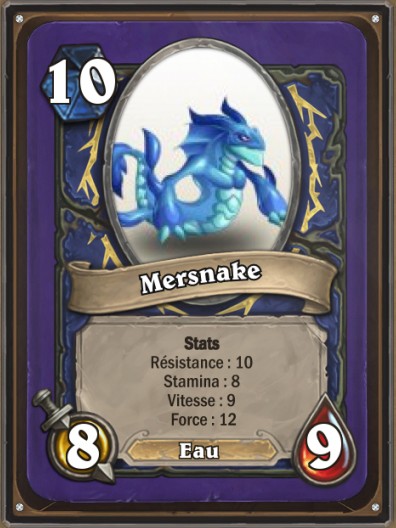 10
Mersnake
Stats
Résistance : 10
Stamina : 8
Vitesse : 9
Force : 12
8
Eau
9